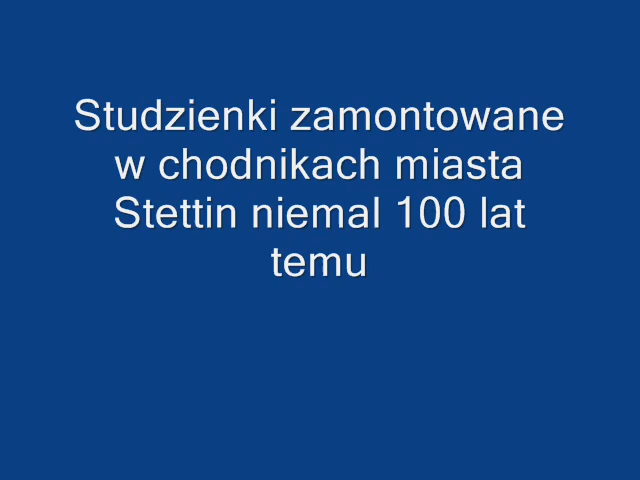 Studzienki zamontowane
w chodnikach miasta
Stettin niemal 100 lat
temu